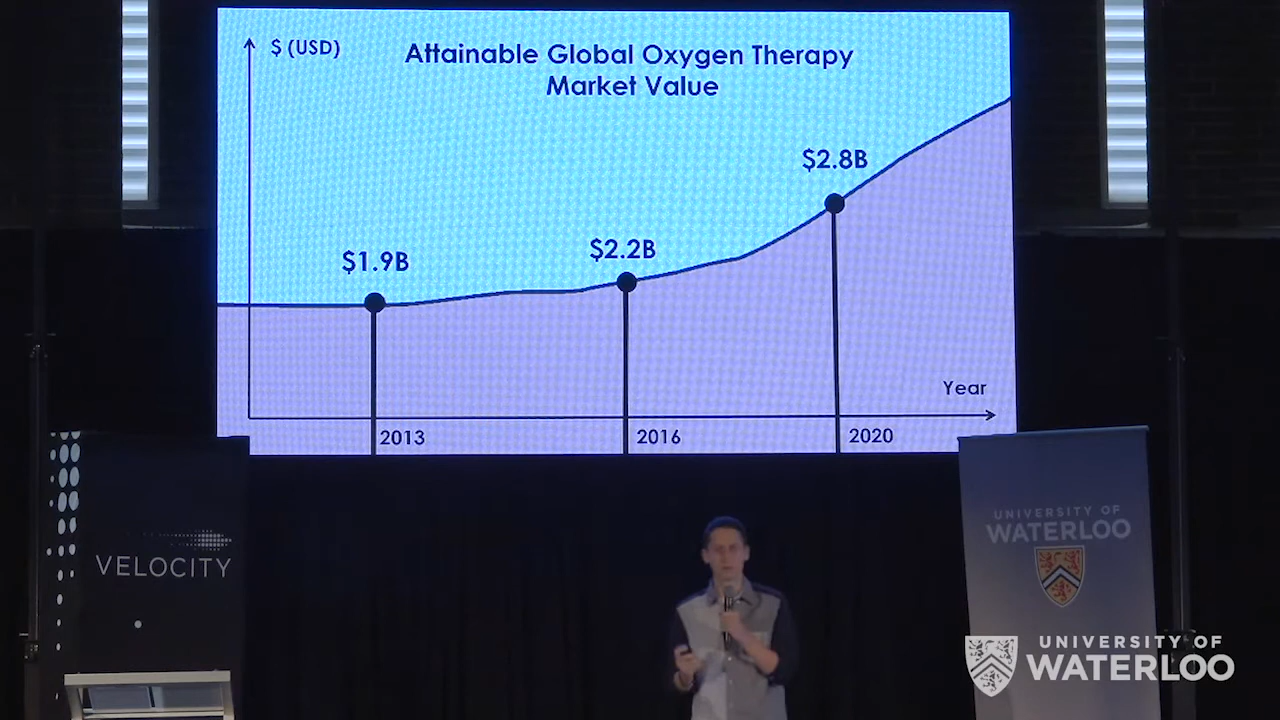 $ (USD)
Attainable Global Oxygen Therapy
Market Value
$1.9B
$2.2B
$2.8B
Year
2013
2016
2020
VELOCITY
UNIVERSITY OF
WATERLOO
UNIVERSITY OF
WATERLOO